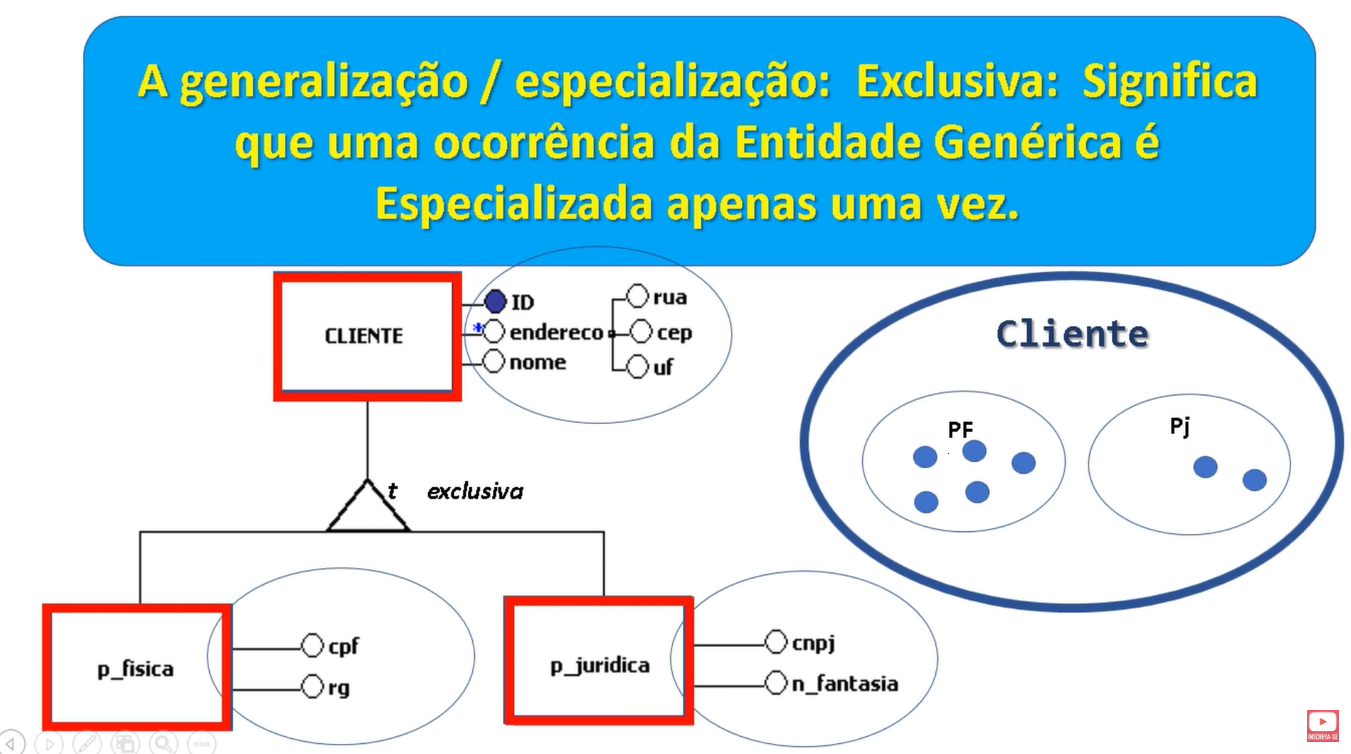 A generalização / especialização: Exclusiva: Significa
que uma ocorrência da Entidade Genérica é
Especializada apenas uma vez.
CLIENTE
ID
* endereco
nome
rua
cep
uf
Cliente
PF
Pj
t exclusiva
p_fisica
cpf
rg
p_juridica
cnpj
n_fantasia
INSCREVA-SE